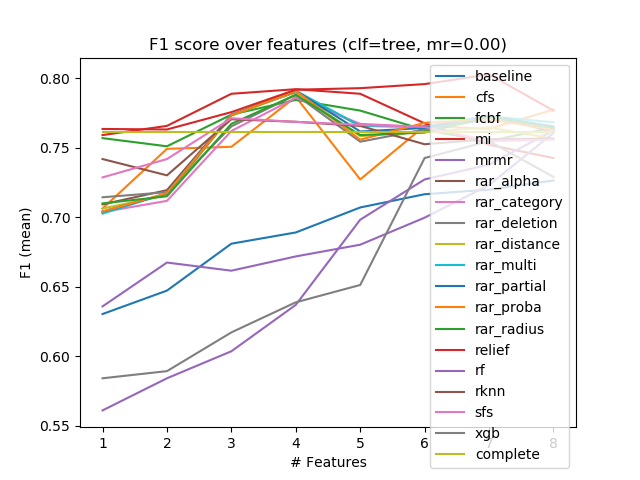 F1 score over features (clf=tree, mr=0.00)
F1 (mean)
0.80
0.75
0.70
0.65
0.60
0.55
baseline
cfs
fcbf
mi
mrmr
rar_alpha
rar_category
rar_deletion
rar_distance
rar_multi
rar_partial
rar_proba
rar_radius
relief
rf
rknn
sfs
xgb
complete
1 2 3 4 5 6 7 8
# Features